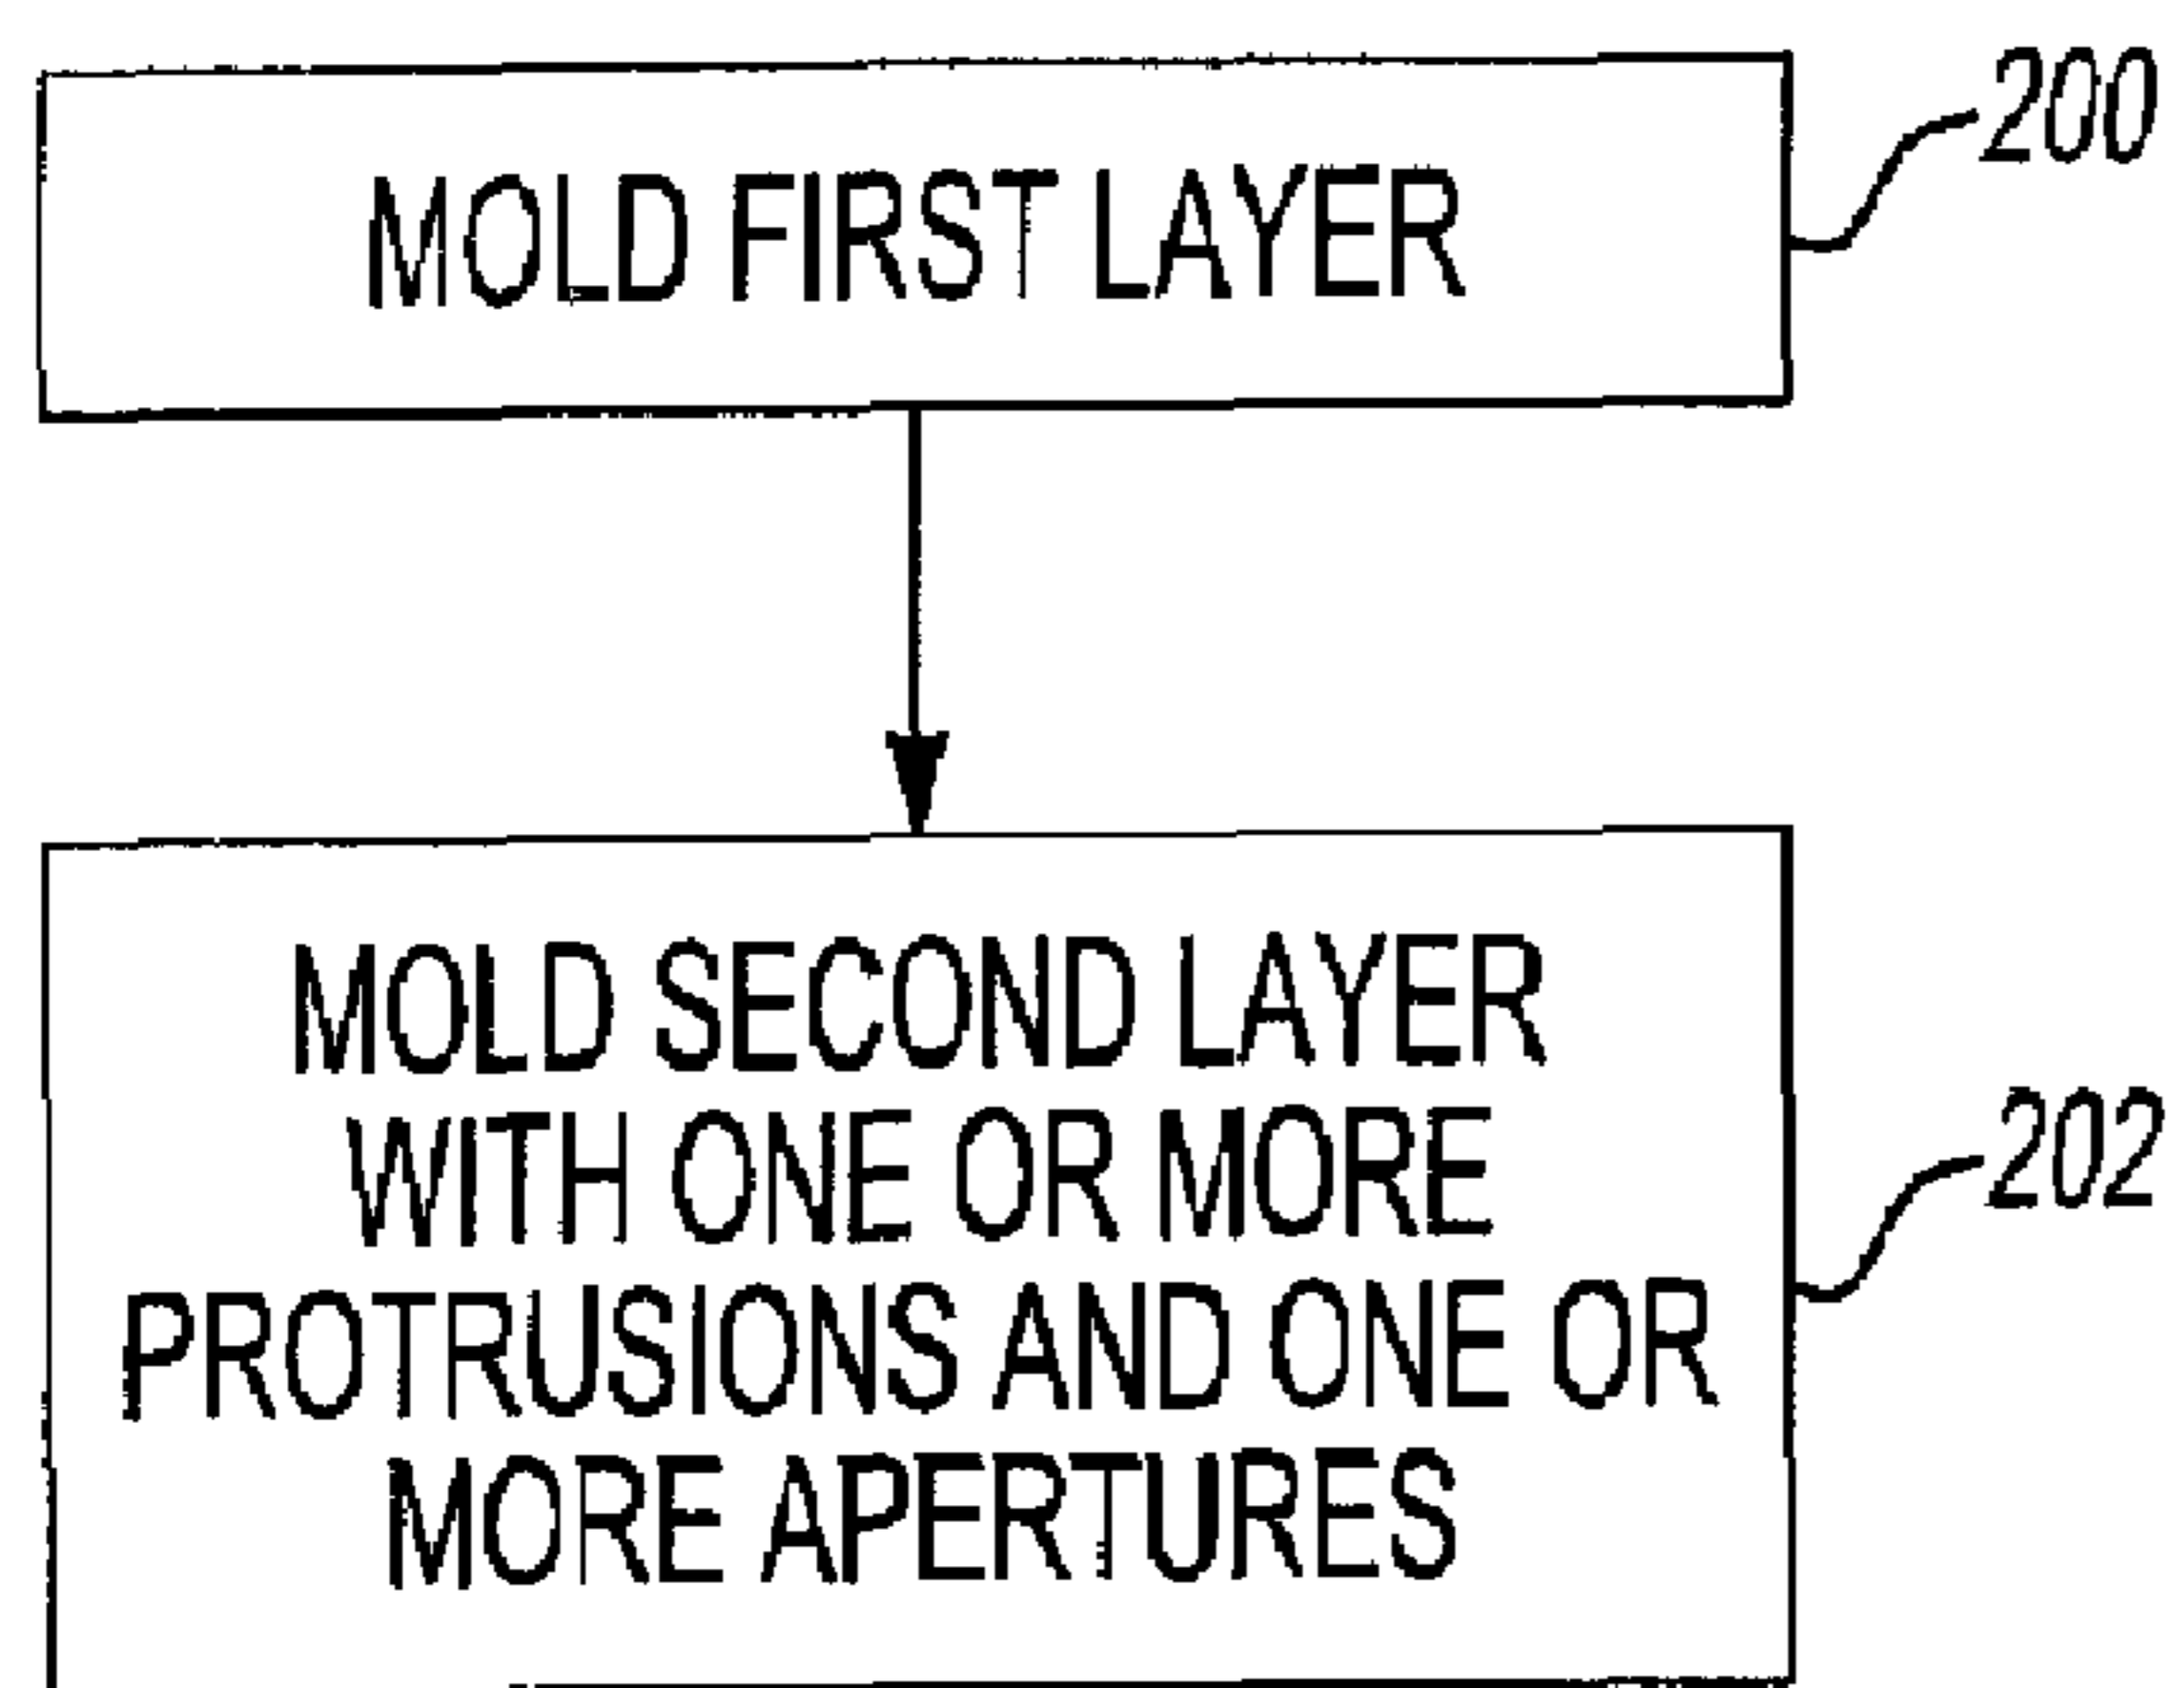 200
MOLD FIRST LAYER
MOLD SECOND LAYER
WITH ONE OR MORE
202
PROTRUSIONS AND ONE OR
MORE APERTURES